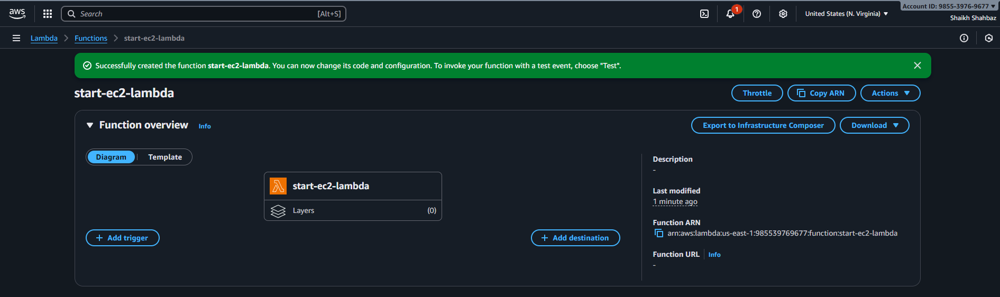 aws
Search [Alt+S]
1
United States (N. Virginia)
Account ID: 9855-3976-9677
Shaikh Shahbaz
Lambda Functions start-ec2-lambda
Successfully created the function start-ec2-lambda. You can now change its code and configuration. To invoke your function with a test event, choose "Test".
start-ec2-lambda
Throttle Copy ARN Actions
Function overview Info
Export to Infrastructure Composer Download
Diagram Template
start-ec2-lambda
Layers (0)
+ Add trigger
+ Add destination
Description
-
Last modified
1 minute ago
Function ARN
arn:aws:lambda:us-east-1:985539769677:function:start-ec2-lambda
Function URL Info
-